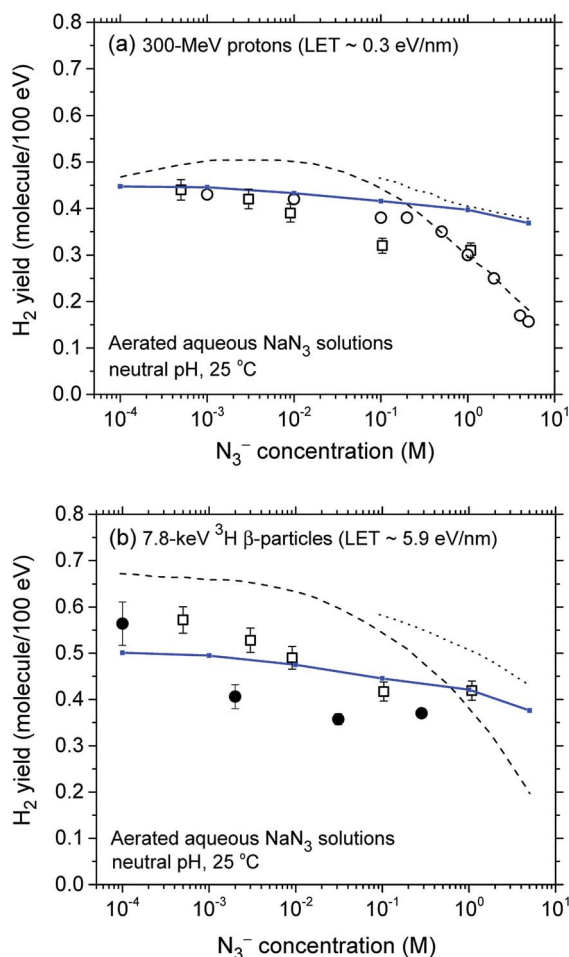 (a) 300-MeV protons (LET ~ 0.3 eV/nm)
H₂ yield (molecule/100 eV)
0.8
0.7
0.6
0.5
0.4
0.3
0.2
0.1
0.0
Aerated aqueous NaN₃ solutions
neutral pH, 25 °C
10⁻⁴ 10⁻³ 10⁻² 10⁻¹ 10⁰ 10¹
N₃⁻ concentration (M)
(b) 7.8-keV ³H β-particles (LET ~ 5.9 eV/nm)
H₂ yield (molecule/100 eV)
0.8
0.7
0.6
0.5
0.4
0.3
0.2
0.1
0.0
Aerated aqueous NaN₃ solutions
neutral pH, 25 °C
10⁻⁴ 10⁻³ 10⁻² 10⁻¹ 10⁰ 10¹
N₃⁻ concentration (M)